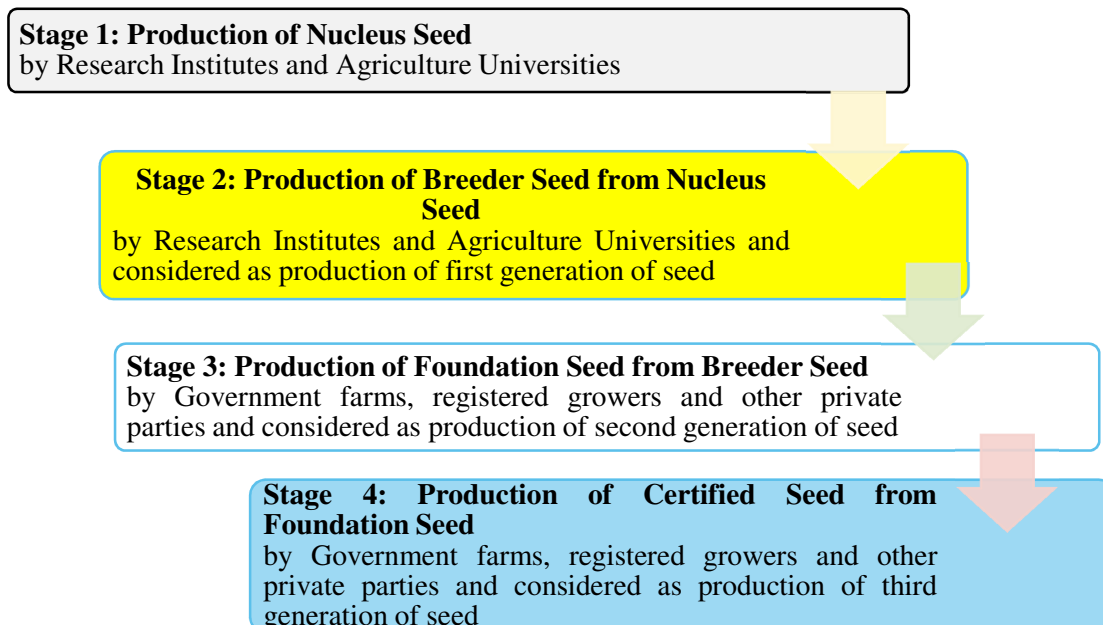 Stage 1: Production of Nucleus Seed
by Research Institutes and Agriculture Universities
Stage 2: Production of Breeder Seed from Nucleus
Seed
by Research Institutes and Agriculture Universities and
considered as production of first generation of seed
Stage 3: Production of Foundation Seed from Breeder Seed
by Government farms, registered growers and other private
parties and considered as production of second generation of seed
Stage 4: Production of Certified Seed from
Foundation Seed
by Government farms, registered growers and other
private parties and considered as production of third
generation of seed